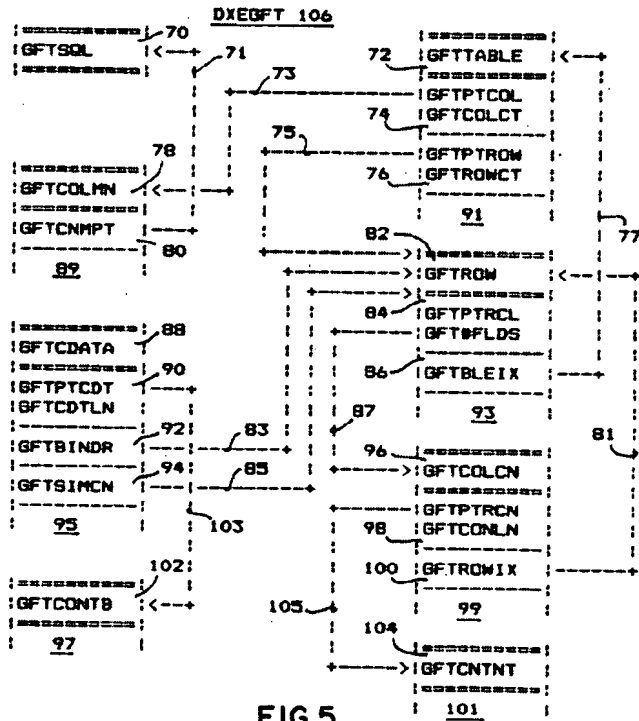 DXEGFT 106
70
GFTSQL
71
72
GFTTABLE
73
GFTPTCOL
74
GFTCOLCT
75
GFTPTROW
76
GFTROWCT
91
77
78
GFTCOLMN
GFTCNMPT
80
89
82
GFTROW
84
GFTPTRCL
GFT#FLDS
86
GFTBLEIX
93
88
GFTCDATA
90
GFTPTCDT
GFTCDTLN
92
GFTBINDR
83
94
GFTSIMCN
85
95
103
87
81
96
GFTCOLCN
GFTPTRCN
98
GFTCONLN
100
GFTROWIX
99
102
GFTCONTB
97
105
104
GFTCNTNT
101
FIG.5